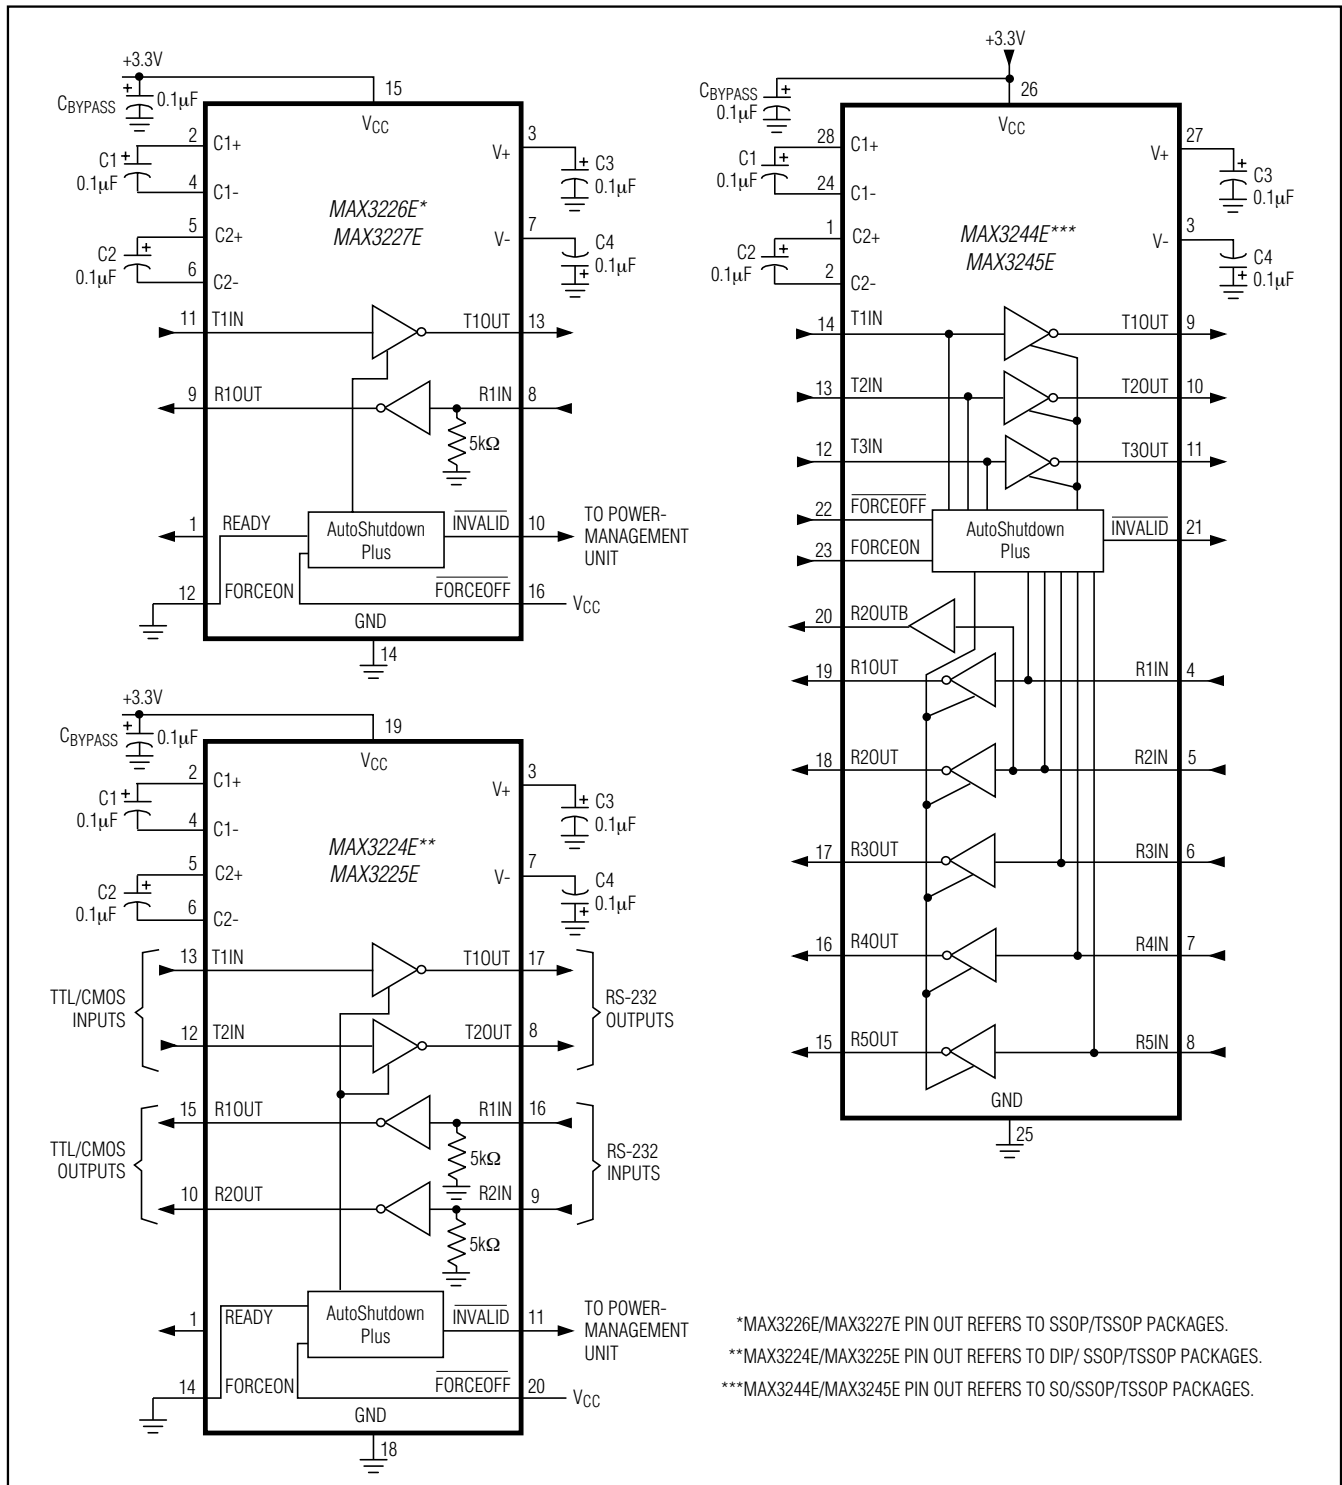 +3.3V
CBYPASS
+
0.1µF
15
VCC
2
C1+
C1
+
0.1µF
4
C1-
5
C2+
C2
+
0.1µF
6
C2-
3
V+
+
C3
0.1µF
7
V-
C4
+
0.1µF
MAX3226E*
MAX3227E
11
T1IN
T1OUT
13
9
R1OUT
R1IN
8
5kΩ
1
READY
AutoShutdown
Plus
INVALID
10
TO POWER-
MANAGEMENT
UNIT
12
FORCEON
FORCEOFF
16
VCC
GND
14
+3.3V
CBYPASS
+
0.1µF
19
VCC
2
C1+
C1
+
0.1µF
4
C1-
5
C2+
C2
+
0.1µF
6
C2-
3
V+
+
C3
0.1µF
7
V-
C4
+
0.1µF
MAX3224E**
MAX3225E
TTL/CMOS
INPUTS
13
T1IN
T1OUT
17
12
T2IN
T2OUT
8
RS-232
OUTPUTS
TTL/CMOS
OUTPUTS
15
R1OUT
R1IN
16
5kΩ
10
R2OUT
R2IN
9
5kΩ
RS-232
INPUTS
1
READY
AutoShutdown
Plus
INVALID
11
TO POWER-
MANAGEMENT
UNIT
14
FORCEON
FORCEOFF
20
VCC
GND
18
+3.3V
CBYPASS
+
0.1µF
26
VCC
28
C1+
C1
+
0.1µF
24
C1-
1
C2+
C2
+
0.1µF
2
C2-
27
V+
+
C3
0.1µF
3
V-
C4
+
0.1µF
MAX3244E***
MAX3245E
14
T1IN
T1OUT
9
13
T2IN
T2OUT
10
12
T3IN
T3OUT
11
22
FORCEOFF
23
FORCEON
AutoShutdown
Plus
INVALID
21
20
R2OUTB
19
R1OUT
R1IN
4
18
R2OUT
R2IN
5
17
R3OUT
R3IN
6
16
R4OUT
R4IN
7
15
R5OUT
R5IN
8
GND
25
*MAX3226E/MAX3227E PIN OUT REFERS TO SSOP/TSSOP PACKAGES.
**MAX3224E/MAX3225E PIN OUT REFERS TO DIP/ SSOP/TSSOP PACKAGES.
***MAX3244E/MAX3245E PIN OUT REFERS TO SO/SSOP/TSSOP PACKAGES.